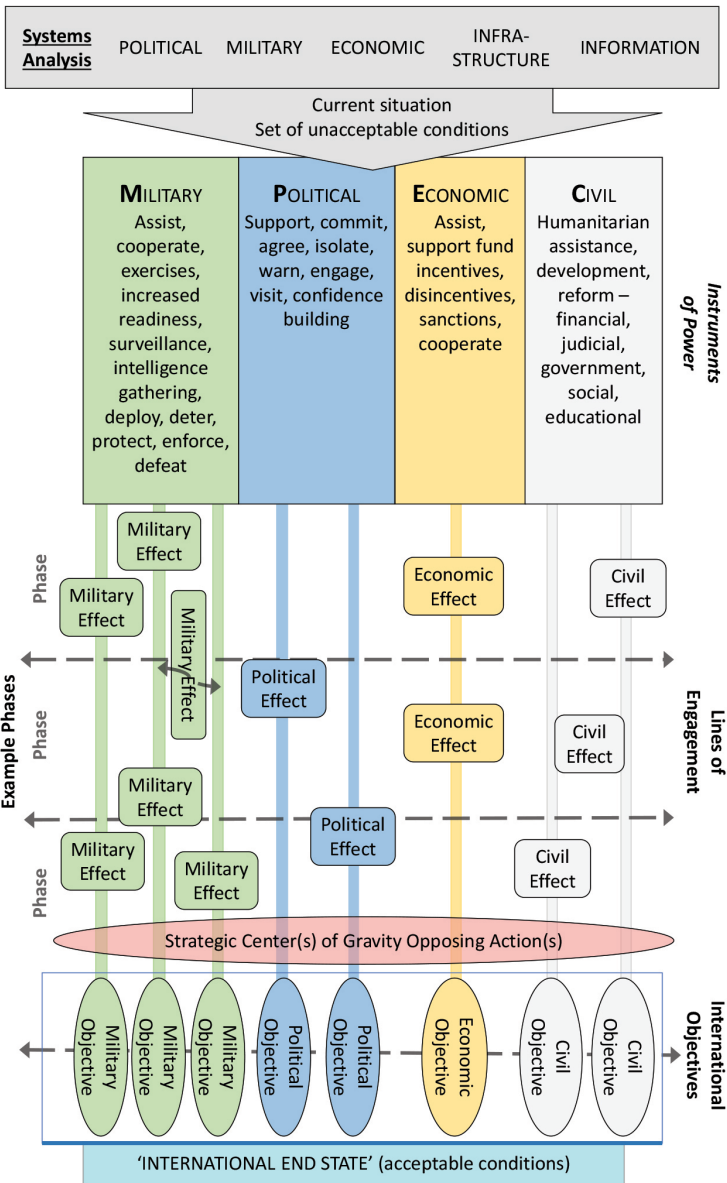 Systems
Analysis
POLITICAL
MILITARY
ECONOMIC
INFRA-
STRUCTURE
INFORMATION
Current situation
Set of unacceptable conditions
MILITARY
Assist,
cooperate,
exercises,
increased
readiness,
surveillance,
intelligence
gathering,
deploy, deter,
protect, enforce,
defeat
POLITICAL
Support, commit,
agree, isolate,
warn, engage,
visit, confidence
building
ECONOMIC
Assist,
support fund
incentives,
disincentives,
sanctions,
cooperate
CIVIL
Humanitarian
assistance,
development,
reform –
financial,
judicial,
government,
social,
educational
Instruments
of Power
Example Phases
Phase
Military
Effect
Military
Effect
Military Effect
Economic
Effect
Civil
Effect
Phase
Political
Effect
Economic
Effect
Civil
Effect
Military
Effect
Lines of
Engagement
Phase
Military
Effect
Military
Effect
Political
Effect
Civil
Effect
Strategic Center(s) of Gravity Opposing Action(s)
Military
Objective
Military
Objective
Military
Objective
Political
Objective
Political
Objective
Economic
Objective
Civil
Objective
Civil
Objective
International
Objectives
‘INTERNATIONAL END STATE’ (acceptable conditions)